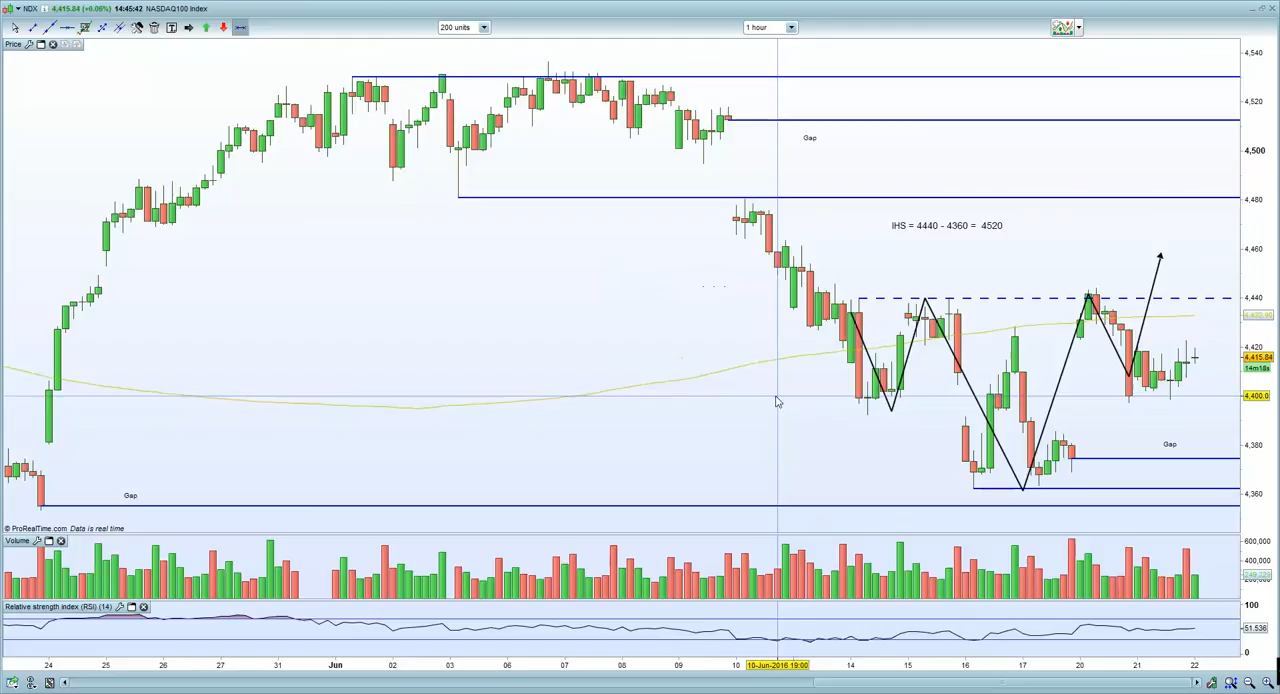 NDX 4,415.84 (+0.06%) 14:45:42 NASDAQ100 Index
200 units
1 hour
Price
4,540
4,520
Gap
4,500
4,480
IHS = 4440 - 4360 = 4520
4,460
4,440
4,420
4,415.84
14m18s
4,400.0
4,380
Gap
4,360
Gap
© ProRealTime.com Data is real time
Volume
600,000
400,000
200,000
Relative strength index (RSI) (14)
100
51.536
0
24 25 26 27 31 Jun 02 03 06 07 08 09 10 10-Jun-2016 19:00 14 15 16 17 20 21 22